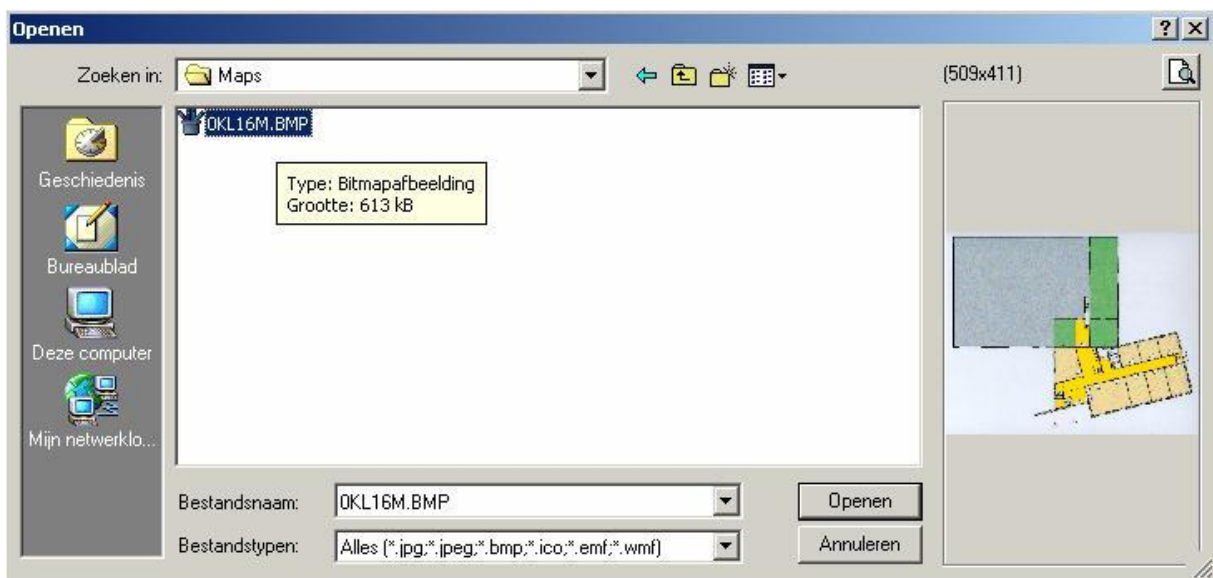 Openen
Zoeken in: Maps
(509x411)
0KL16M.BMP
Type: Bitmapafbeelding
Grootte: 613 kB
Geschiedenis
Bureaublad
Deze computer
Mijn netwerklo...
Bestandsnaam: 0KL16M.BMP
Openen
Bestandstypen: Alles (*.jpg;*.jpeg;*.bmp;*.ico;*.emf;*.wmf)
Annuleren